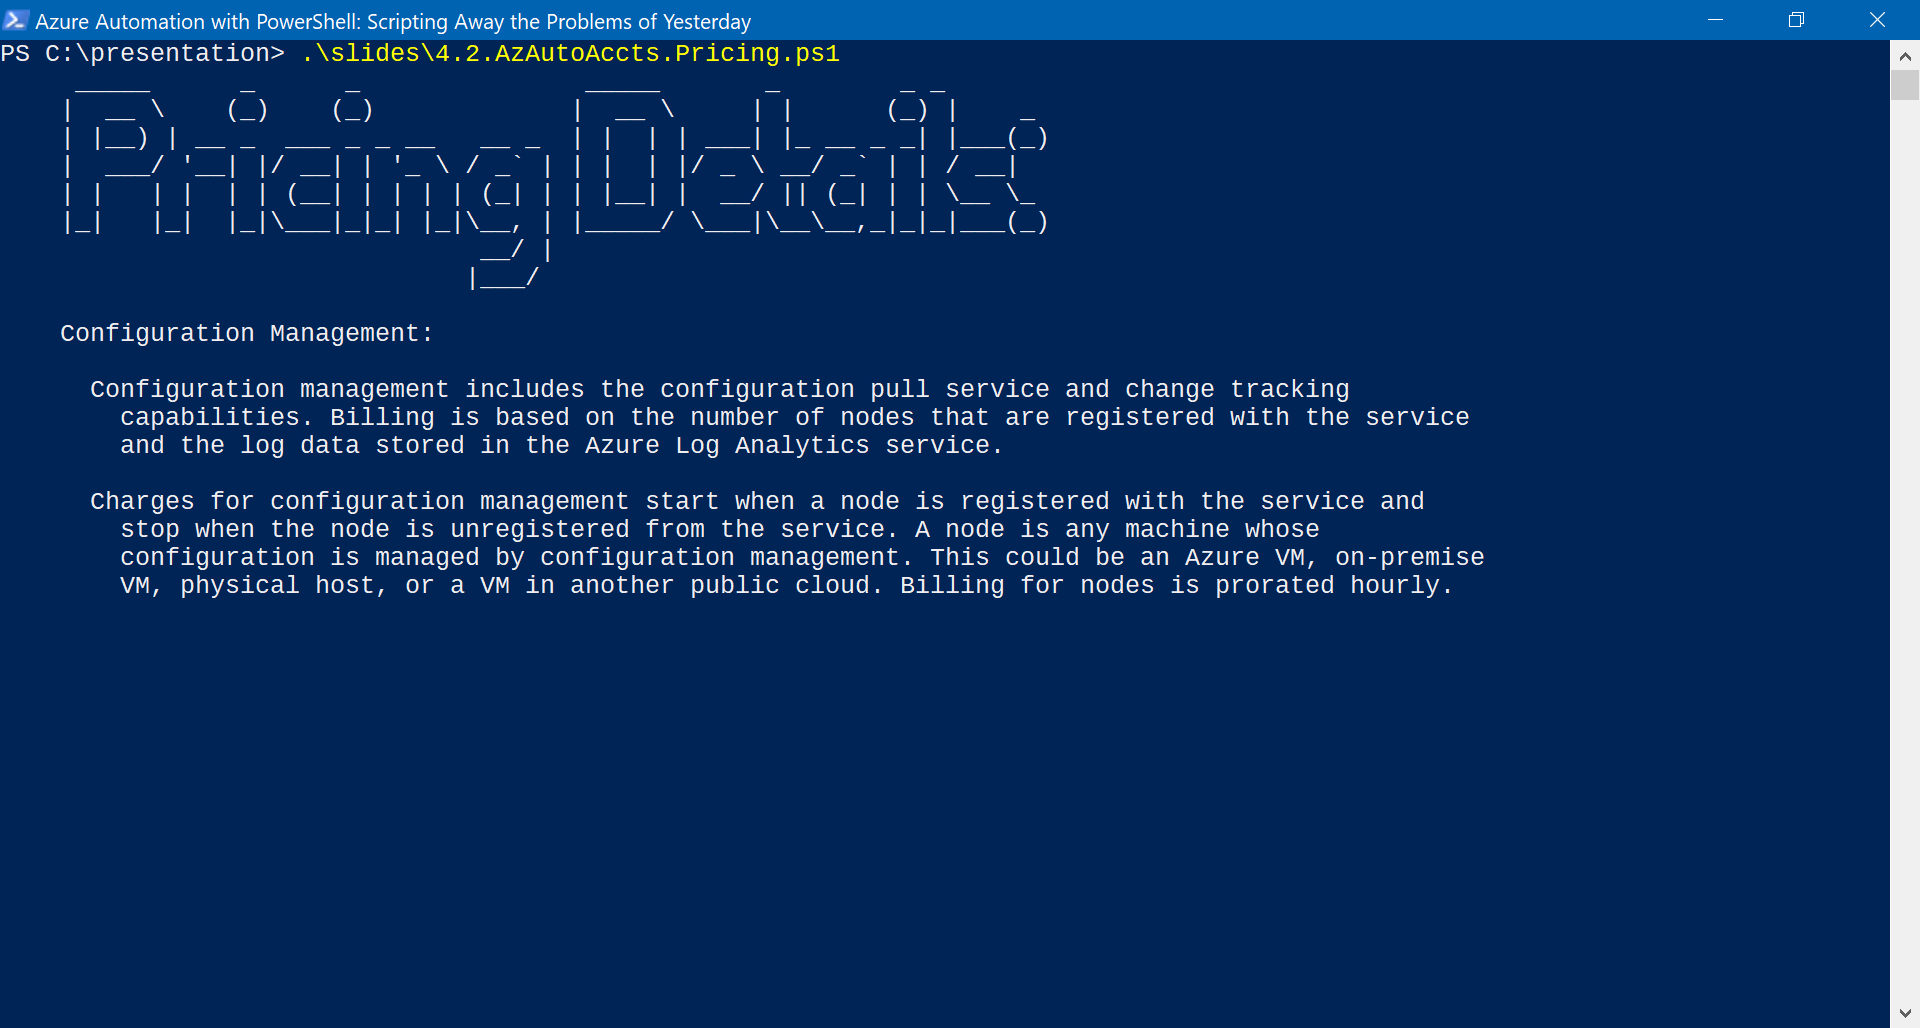 Azure Automation with PowerShell: Scripting Away the Problems of Yesterday
PS C:\presentation> .\slides\4.2.AzAutoAccts.Pricing.ps1
Pricing Details:
Configuration Management:
Configuration management includes the configuration pull service and change tracking
capabilities. Billing is based on the number of nodes that are registered with the service
and the log data stored in the Azure Log Analytics service.
Charges for configuration management start when a node is registered with the service and
stop when the node is unregistered from the service. A node is any machine whose
configuration is managed by configuration management. This could be an Azure VM, on-premise
VM, physical host, or a VM in another public cloud. Billing for nodes is prorated hourly.